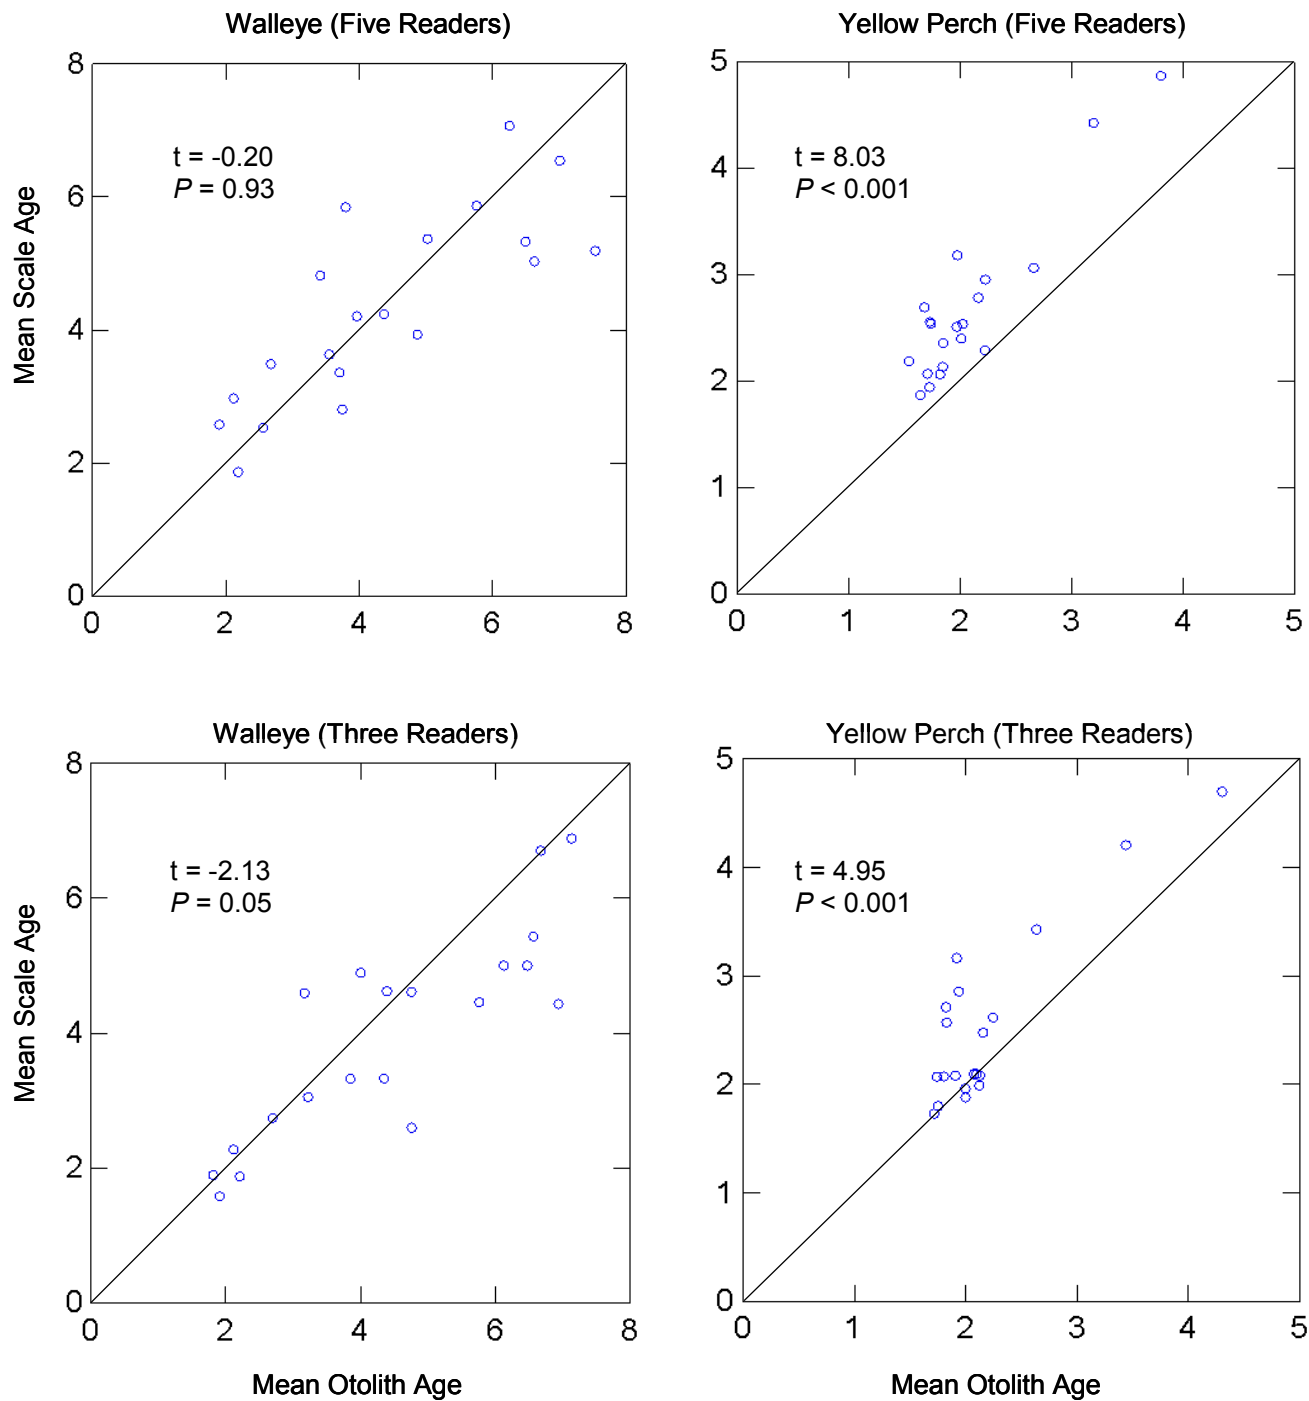 Walleye (Five Readers)
8
6
4
2
0
0 2 4 6 8
Mean Scale Age
t = -0.20
P = 0.93
Yellow Perch (Five Readers)
5
4
3
2
1
0
0 1 2 3 4 5
t = 8.03
P < 0.001
Walleye (Three Readers)
8
6
4
2
0
0 2 4 6 8
Mean Scale Age
t = -2.13
P = 0.05
Mean Otolith Age
Yellow Perch (Three Readers)
5
4
3
2
1
0
0 1 2 3 4 5
t = 4.95
P < 0.001
Mean Otolith Age